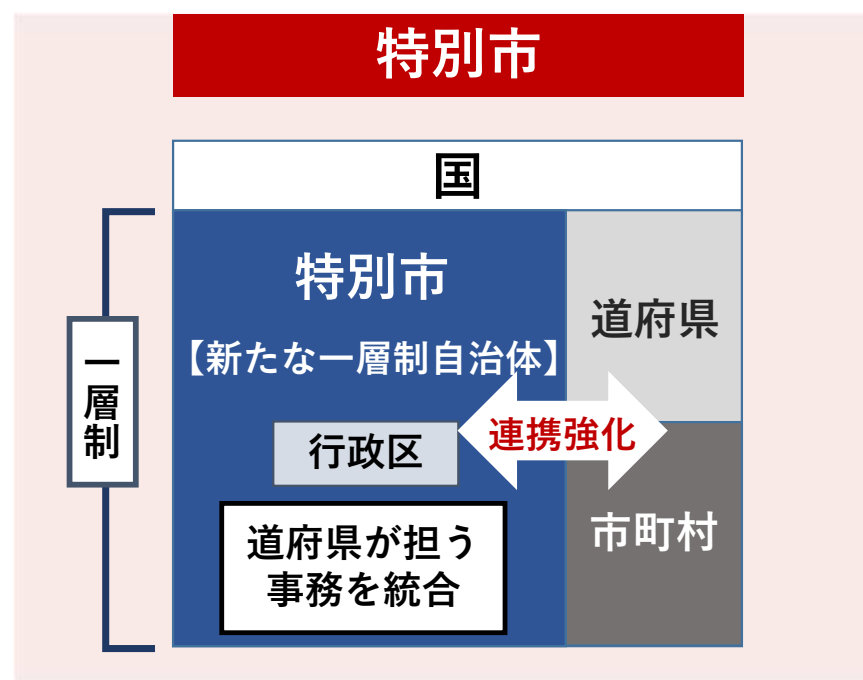 特別市
国
一層制
特別市
【新たな一層制自治体】
道府県
連携強化
行政区
市町村
道府県が担う
事務を統合